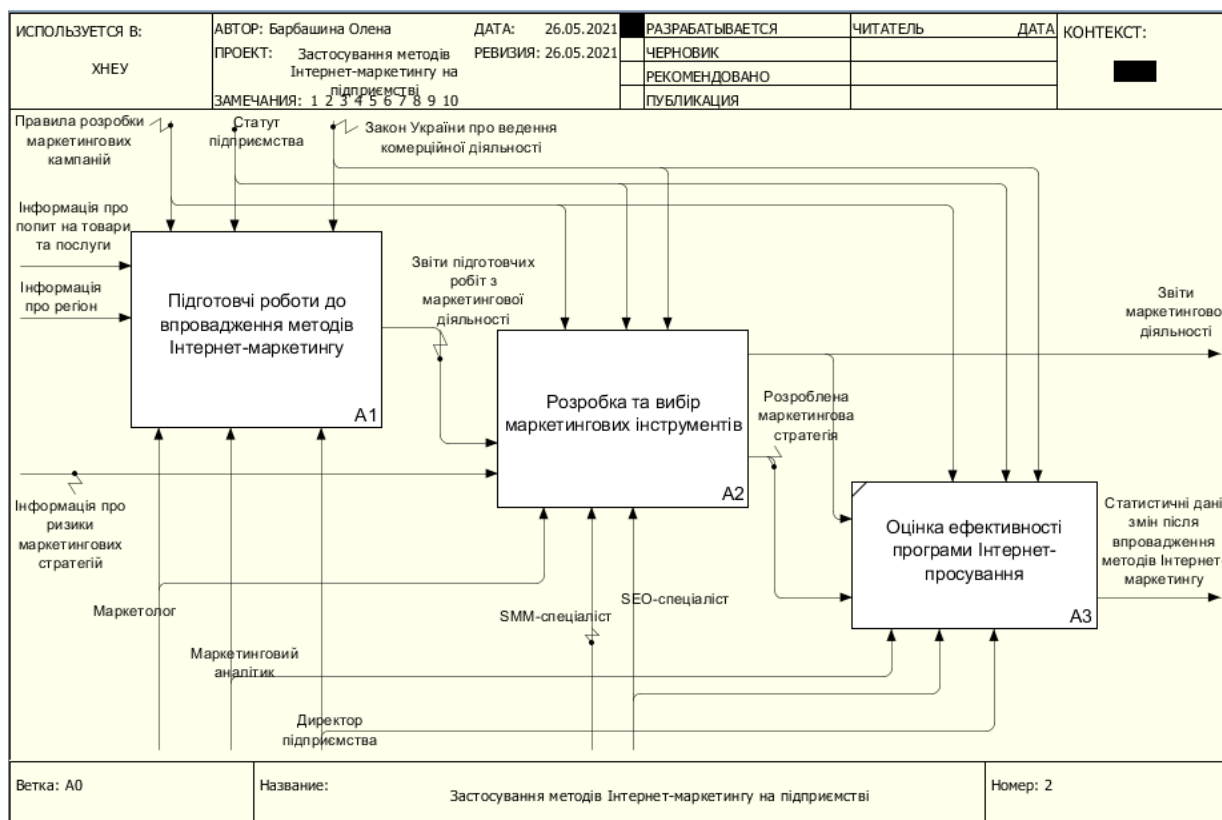 ИСПОЛЬЗУЕТСЯ В:
ХНЕУ
АВТОР: Барбашина Олена
ДАТА: 26.05.2021
ПРОЕКТ: Застосування методів
Інтернет-маркетингу на
підприємстві
РЕВИЗИЯ: 26.05.2021
ЗАМЕЧАНИЯ: 1 2 3 4 5 6 7 8 9 10
РАЗРАБАТЫВАЕТСЯ
ЧЕРНОВИК
РЕКОМЕНДОВАНО
ПУБЛИКАЦИЯ
ЧИТАТЕЛЬ ДАТА
КОНТЕКСТ:
Правила розробки
маркетингових
кампаній
Статут
підприємства
Закон України про ведення
комерційної діяльності
Інформація про
попит на товари
та послуги
Інформація
про регіон
Підготовчі роботи до
впровадження методів
Інтернет-маркетингу
A1
Звіти підготовчих
робіт з
маркетингової
діяльності
Розробка та вибір
маркетингових інструментів
A2
Звіти
маркетингово
діяльності
Розроблена
маркетингова
стратегія
Інформація про
ризики
маркетингових
стратегій
Оцінка ефективності
програми Інтернет-
просування
A3
Статистичні дані
змін після
впровадження
методів Інтернет-
маркетингу
Маркетолог
SMM-спеціаліст
SEO-спеціаліст
Маркетинговий
аналітик
Директор
підприємства
Ветка: A0
Название:
Застосування методів Інтернет-маркетингу на підприємстві
Номер: 2